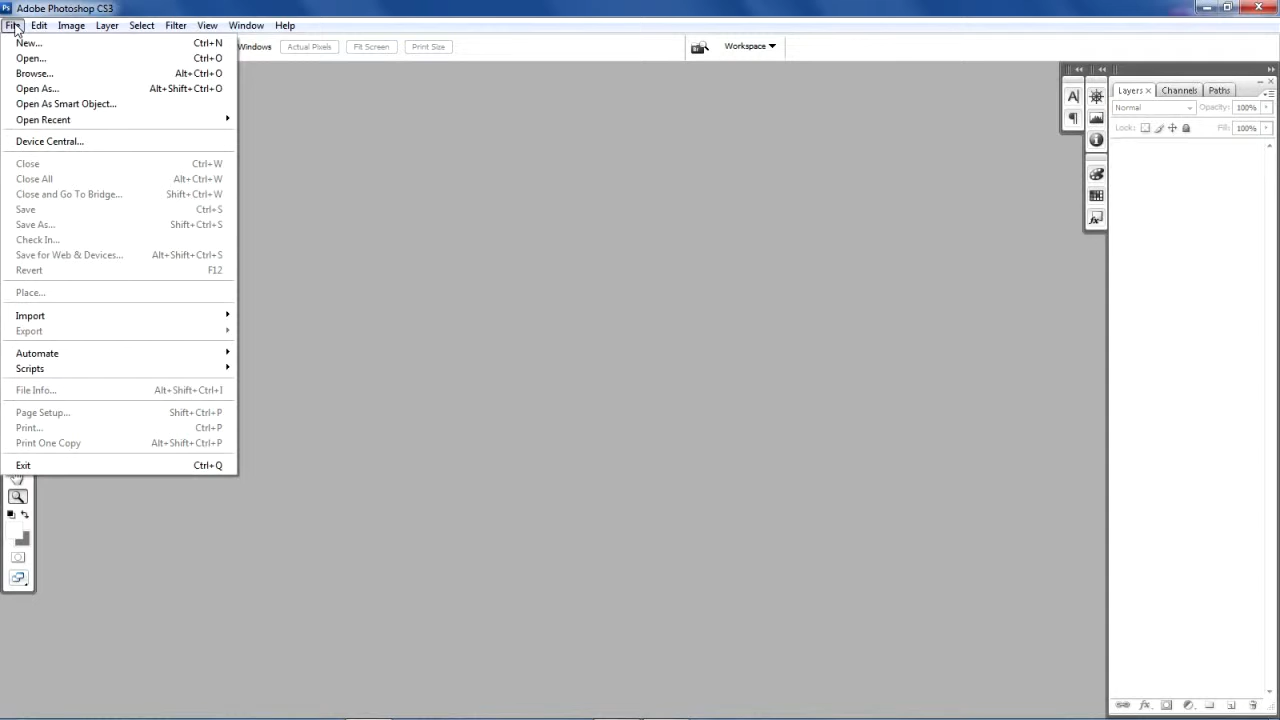 Ps Adobe Photoshop CS3
File Edit Image Layer Select Filter View Window Help
Windows Actual Pixels Fit Screen Print Size Workspace
New... Ctrl+N
Open... Ctrl+O
Browse... Alt+Ctrl+O
Open As... Alt+Shift+Ctrl+O
Open As Smart Object...
Open Recent
Device Central...
Close Ctrl+W
Close All Alt+Ctrl+W
Close and Go To Bridge... Shift+Ctrl+W
Save Ctrl+S
Save As... Shift+Ctrl+S
Check In...
Save for Web & Devices... Alt+Shift+Ctrl+S
Revert F12
Place...
Import
Export
Automate
Scripts
File Info... Alt+Shift+Ctrl+I
Page Setup... Shift+Ctrl+P
Print... Ctrl+P
Print One Copy Alt+Shift+Ctrl+P
Exit Ctrl+Q
Layers x Channels Paths
Normal Opacity: 100%
Lock: Fill: 100%